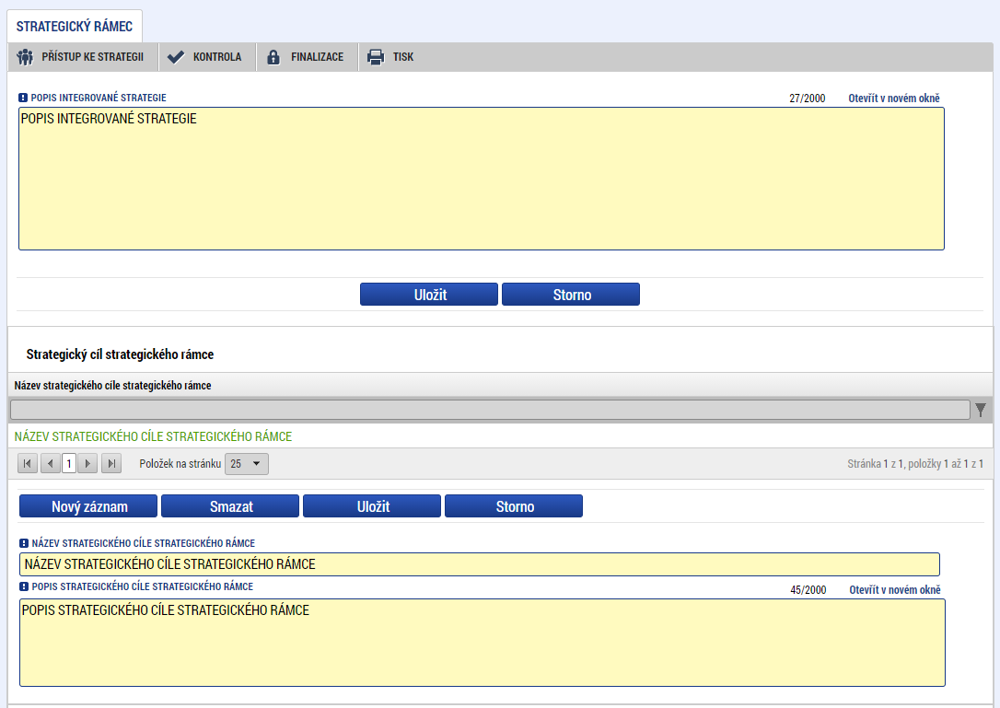 STRATEGICKÝ RÁMEC
PŘÍSTUP KE STRATEGII KONTROLA FINALIZACE TISK
POPIS INTEGROVANÉ STRATEGIE 27/2000 Otevřít v novém okně
POPIS INTEGROVANÉ STRATEGIE
Uložit Storno
Strategický cíl strategického rámce
Název strategického cíle strategického rámce
NÁZEV STRATEGICKÉHO CÍLE STRATEGICKÉHO RÁMCE
1 Položek na stránku 25 Stránka 1 z 1, položky 1 až 1 z 1
Nový záznam Smazat Uložit Storno
NÁZEV STRATEGICKÉHO CÍLE STRATEGICKÉHO RÁMCE
NÁZEV STRATEGICKÉHO CÍLE STRATEGICKÉHO RÁMCE
POPIS STRATEGICKÉHO CÍLE STRATEGICKÉHO RÁMCE 45/2000 Otevřít v novém okně
POPIS STRATEGICKÉHO CÍLE STRATEGICKÉHO RÁMCE